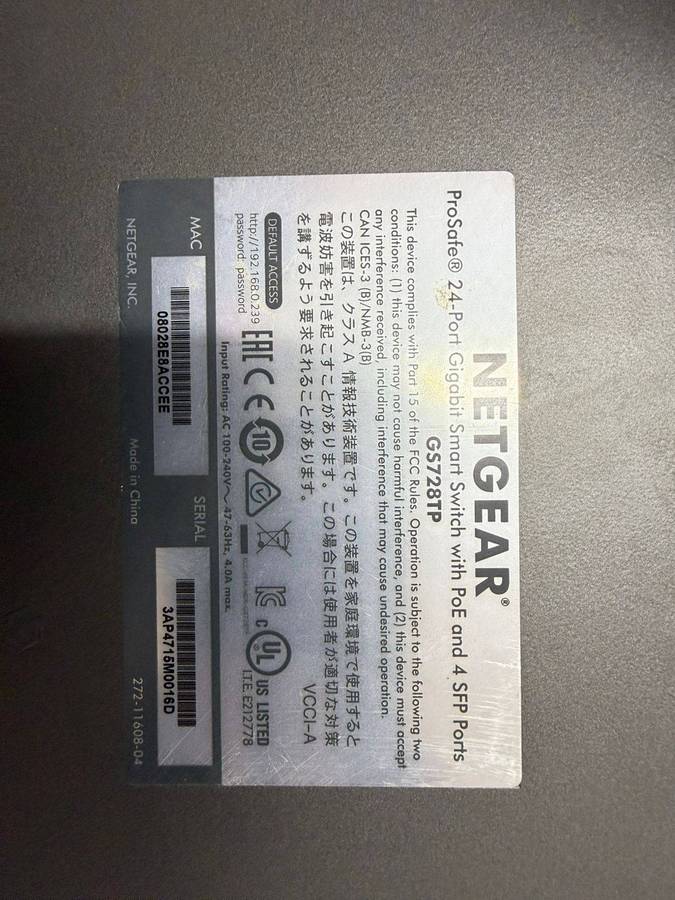 NETGEAR®
GS728TP
ProSafe® 24-Port Gigabit Smart Switch with PoE and 4 SFP Ports
This device complies with Part 15 of the FCC Rules. Operation is subject to the following two
conditions: (1) this device may not cause harmful interference, and (2) this device must accept
any interference received, including interference that may cause undesired operation.
CAN ICES-3 (B)/NMB-3(B)
この装置は、クラスA 情報技術装置です。この装置を家庭環境で使用すると
電波妨害を引き起こすことがあります。この場合には使用者が適切な対策
を講ずるよう要求されることがあります。 VCCI-A
DEFAULT ACCESS
http://192.168.0.239
password: password
EAC CE 10
c UL US LISTED
I.T.E. E212778
Input Rating: AC 100-240V～ 47-63Hz, 4.0A max.
MAC
08028E8ACCEE
SERIAL
3AP4715M0016D
NETGEAR, INC. Made in China 272-11608-04